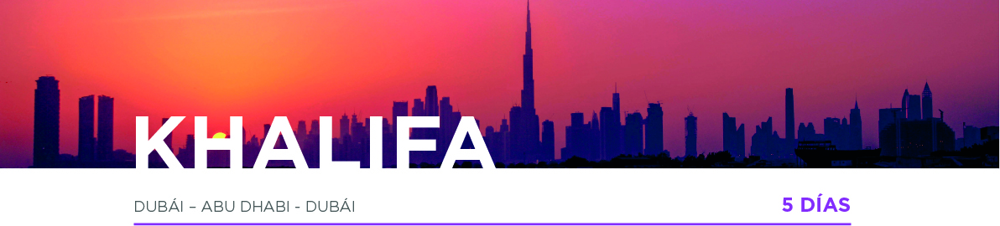 KHALIFA
DUBÁI – ABU DHABI - DUBÁI
5 DÍAS